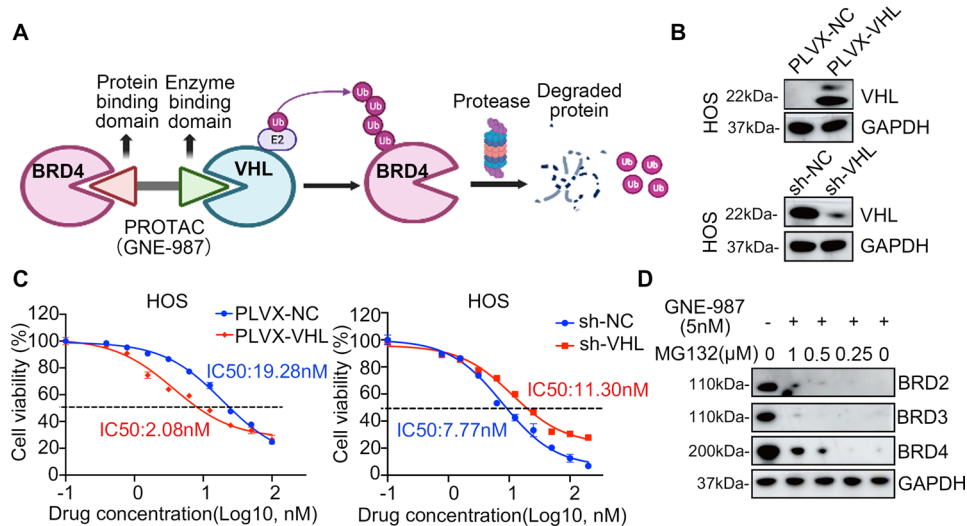 A
Protein
binding
domain
Enzyme
binding
domain
BRD4
VHL
PROTAC
(GNE-987)
Ub
E2
Ub
Ub
Ub
Ub
BRD4
Protease
Degraded
protein
Ub
Ub
Ub
Ub
B
PLVX-NC
PLVX-VHL
HOS
22kDa-
VHL
37kDa-
GAPDH
sh-NC
sh-VHL
HOS
22kDa-
VHL
37kDa-
GAPDH
C
HOS
PLVX-NC
PLVX-VHL
IC50:19.28nM
IC50:2.08nM
Cell viability (%)
120
100
80
60
40
20
0
-1
0
1
2
Drug concentration(Log10, nM)
HOS
sh-NC
sh-VHL
IC50:11.30nM
IC50:7.77nM
Cell viability (%)
120
100
80
60
40
20
0
-1
0
1
2
Drug concentration(Log10, nM)
D
GNE-987
(5nM)
- + + + +
MG132(μM) 0 1 0.5 0.25 0
110kDa-
BRD2
110kDa-
BRD3
200kDa-
BRD4
37kDa-
GAPDH